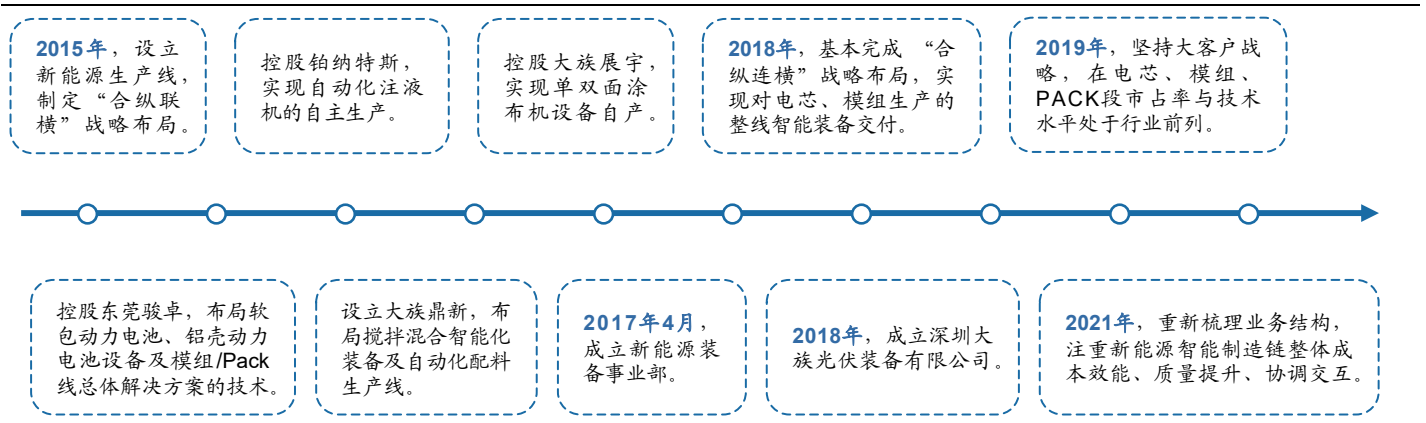 2015年，设立
新能源生产线，
制定“合纵联
横”战略布局。
控股铂纳特斯，
实现自动化注液
机的自主生产。
控股大族展宇，
实现单双面涂
布机设备自产。
2018年，基本完成 “合
纵连横”战略布局，实
现对电芯、模组生产的
整线智能装备交付。
2019年，坚持大客户战
略，在电芯、模组、
PACK段市占率与技术
水平处于行业前列。
控股东莞骏卓，布局软
包动力电池、铝壳动力
电池设备及模组/Pack
线总体解决方案的技术。
设立大族鼎新，布
局搅拌混合智能化
装备及自动化配料
生产线。
2017年4月，
成立新能源装
备事业部。
2018年，成立深圳大
族光伏装备有限公司。
2021年，重新梳理业务结构，
注重新能源智能制造链整体成
本效能、质量提升、协调交互。